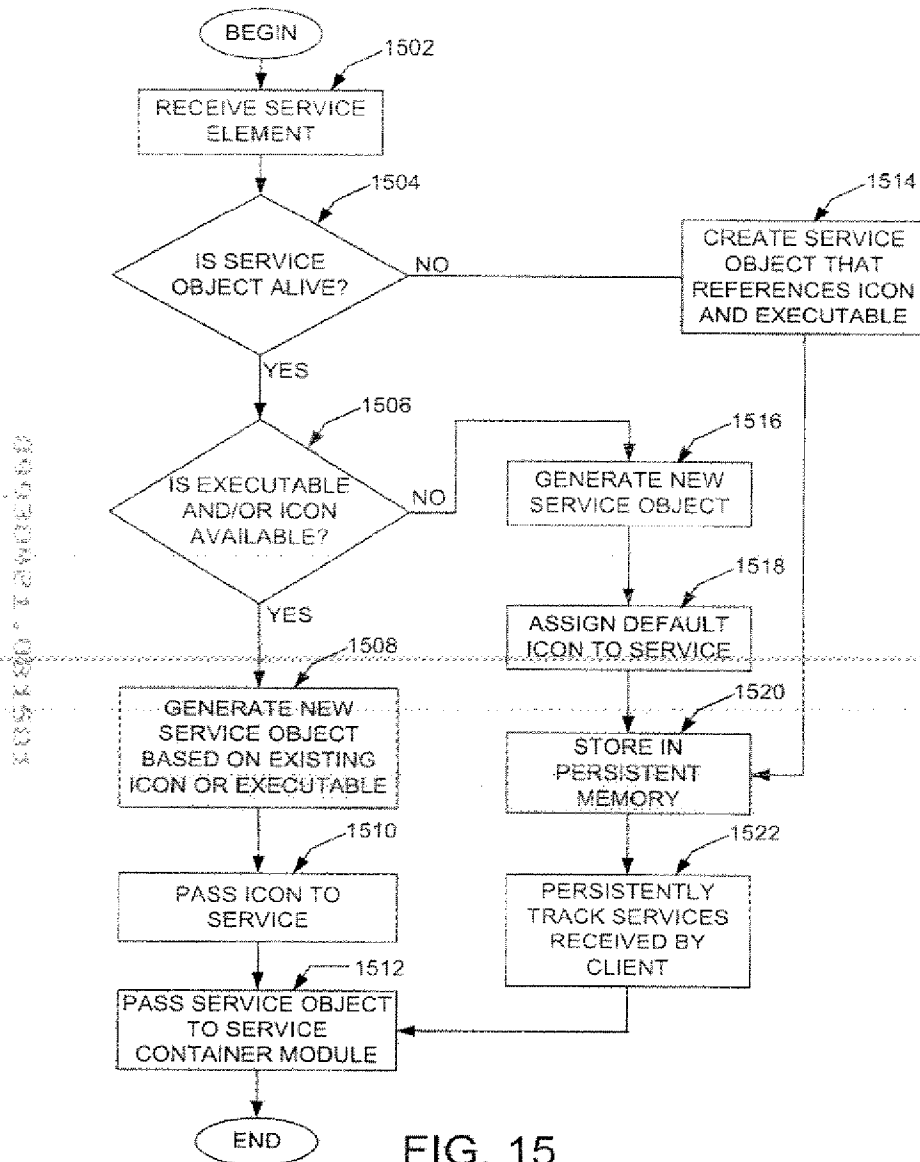 BEGIN
1502
RECEIVE SERVICE
ELEMENT
1504
IS SERVICE
OBJECT ALIVE?
NO
YES
1514
CREATE SERVICE
OBJECT THAT
REFERENCES ICON
AND EXECUTABLE
1506
IS EXECUTABLE
AND/OR ICON
AVAILABLE?
NO
YES
1516
GENERATE NEW
SERVICE OBJECT
1518
ASSIGN DEFAULT
ICON TO SERVICE
1508
GENERATE NEW
SERVICE OBJECT
BASED ON EXISTING
ICON OR EXECUTABLE
1520
STORE IN
PERSISTENT
MEMORY
1510
PASS ICON TO
SERVICE
1522
PERSISTENTLY
TRACK SERVICES
RECEIVED BY
CLIENT
1512
PASS SERVICE OBJECT
TO SERVICE
CONTAINER MODULE
END
FIG. 15